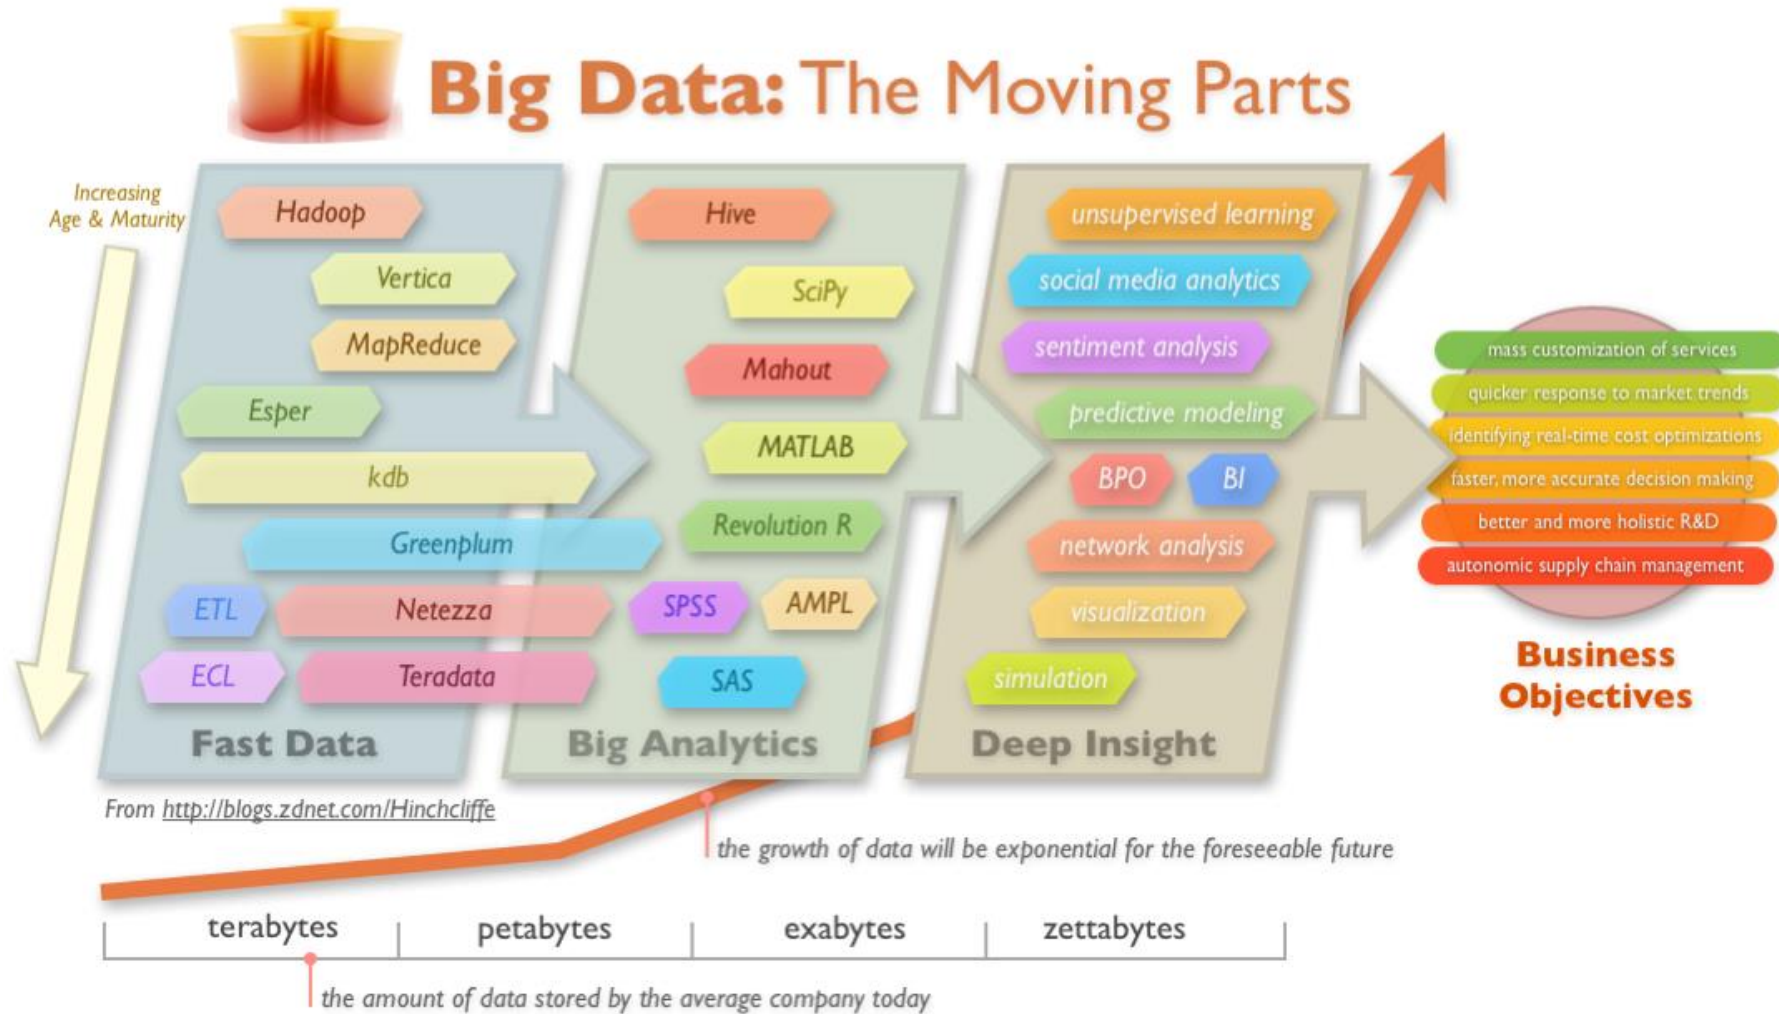 Big Data: The Moving Parts
Increasing
Age & Maturity
Hadoop
Vertica
MapReduce
Esper
kdb
Greenplum
ETL
Netezza
ECL
Teradata
Fast Data
Hive
SciPy
Mahout
MATLAB
Revolution R
SPSS
AMPL
SAS
Big Analytics
unsupervised learning
social media analytics
sentiment analysis
predictive modeling
BPO
BI
network analysis
visualization
simulation
Deep Insight
mass customization of services
quicker response to market trends
identifying real-time cost optimizations
faster, more accurate decision making
better and more holistic R&D
autonomic supply chain management
Business
Objectives
From http://blogs.zdnet.com/Hinchcliffe
the growth of data will be exponential for the foreseeable future
terabytes
petabytes
exabytes
zettabytes
the amount of data stored by the average company today